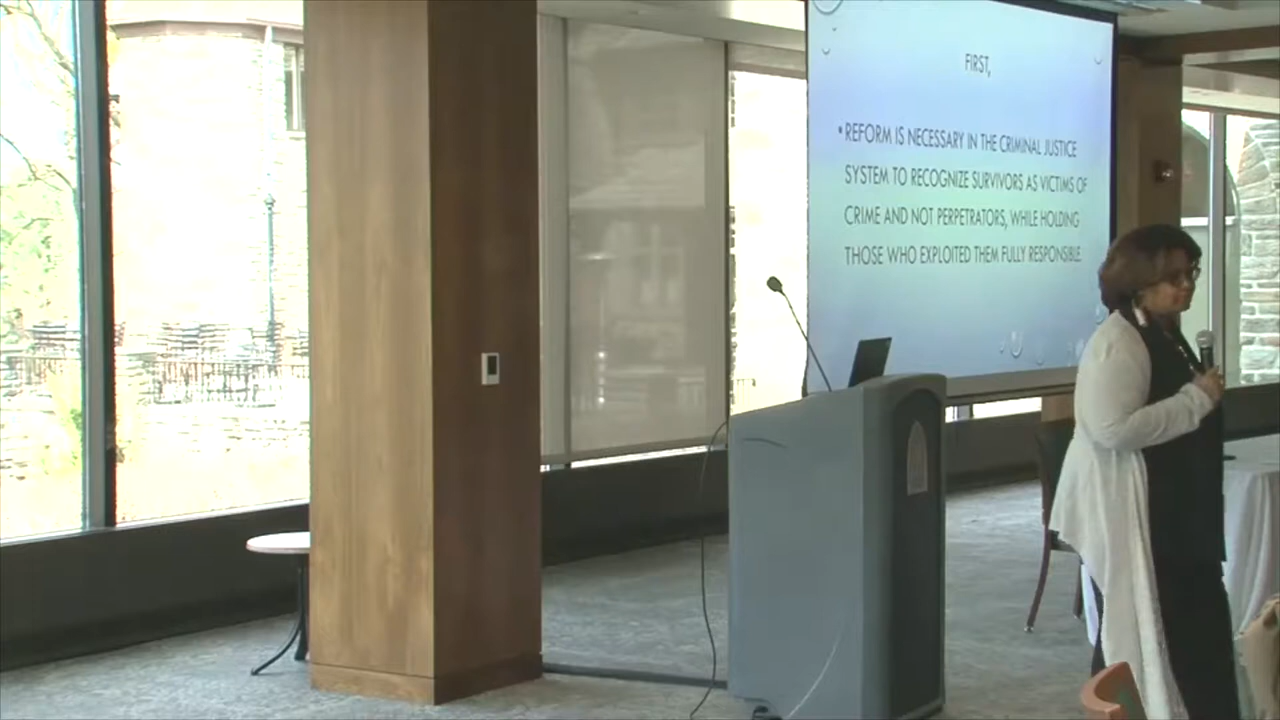 FIRST,
• REFORM IS NECESSARY IN THE CRIMINAL JUSTICE
SYSTEM TO RECOGNIZE SURVIVORS AS VICTIMS OF
CRIME AND NOT PERPETRATORS, WHILE HOLDING
THOSE WHO EXPLOITED THEM FULLY RESPONSIBLE.